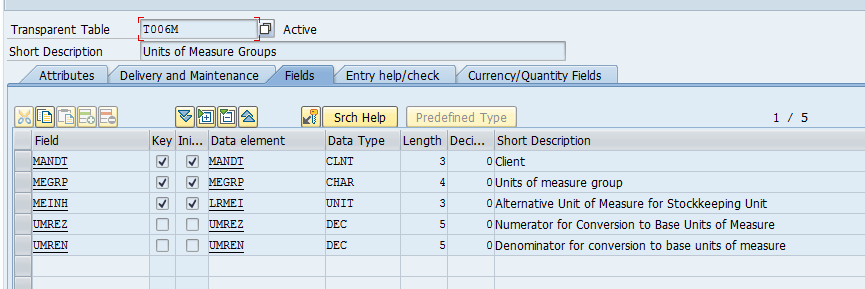 Transparent Table T006M Active
Short Description Units of Measure Groups
Attributes Delivery and Maintenance Fields Entry help/check Currency/Quantity Fields
Srch Help Predefined Type 1 / 5
Field Key Ini... Data element Data Type Length Deci... Short Description
MANDT MANDT CLNT 3 0 Client
MEGRP MEGRP CHAR 4 0 Units of measure group
MEINH LRMEI UNIT 3 0 Alternative Unit of Measure for Stockkeeping Unit
UMREZ UMREZ DEC 5 0 Numerator for Conversion to Base Units of Measure
UMREN UMREN DEC 5 0 Denominator for conversion to base units of measure